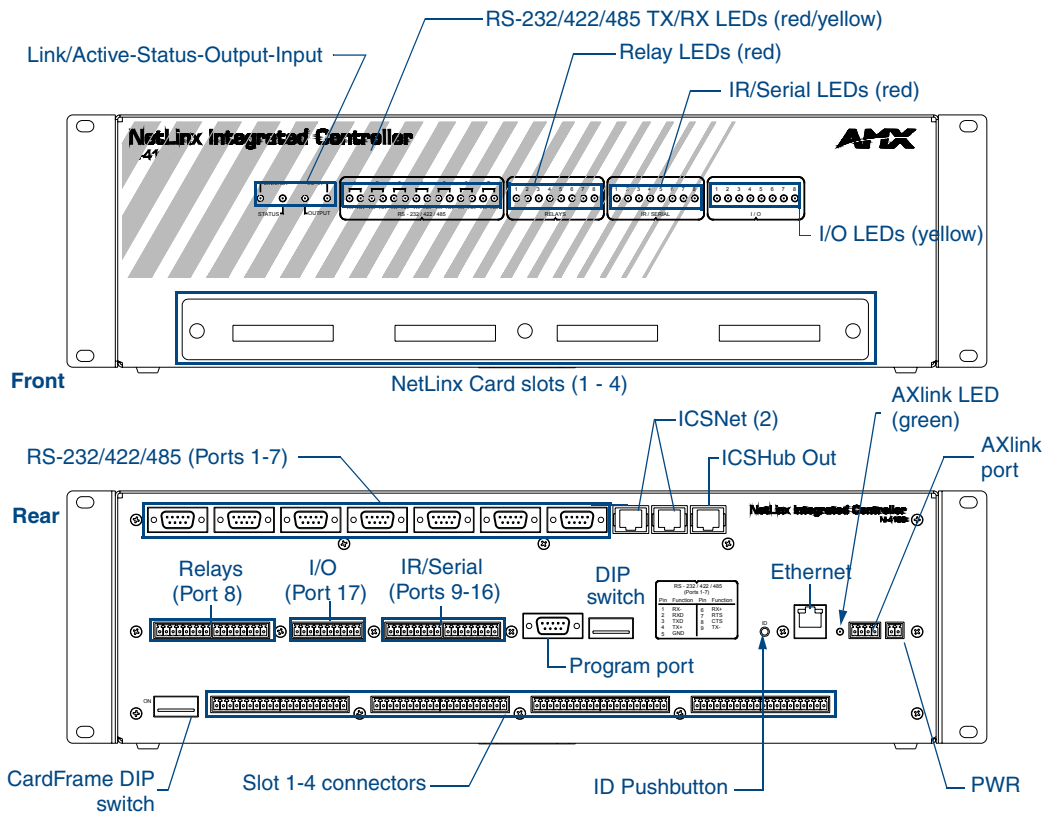 RS-232/422/485 TX/RX LEDs (red/yellow)
Link/Active-Status-Output-Input
Relay LEDs (red)
IR/Serial LEDs (red)
NetLinx Integrated Controller
AMX
1 2 3 4 5 6 7 8
1 2 3 4 5 6 7 8
1 2 3 4 5 6 7 8
STATUS
OUTPUT
RS - 232 / 422 / 485
RELAYS
IR / SERIAL
I / O
I/O LEDs (yellow)
Front
NetLinx Card slots (1 - 4)
AXlink LED
(green)
ICSNet (2)
RS-232/422/485 (Ports 1-7)
ICSHub Out
AXlink
port
Rear
NetLinx Integrated Controller
Relays
(Port 8)
I/O
(Port 17)
IR/Serial
(Ports 9-16)
DIP
switch
RS - 232 / 422 / 485
(Ports 1-7)
Pin Function Pin Function
1 RX- 6 RX+
2 RXD 7 RTS
3 TXD 8 CTS
4 TX+ 9 TX-
5 GND
Ethernet
ID
Program port
ON
CardFrame DIP
switch
Slot 1-4 connectors
ID Pushbutton
PWR